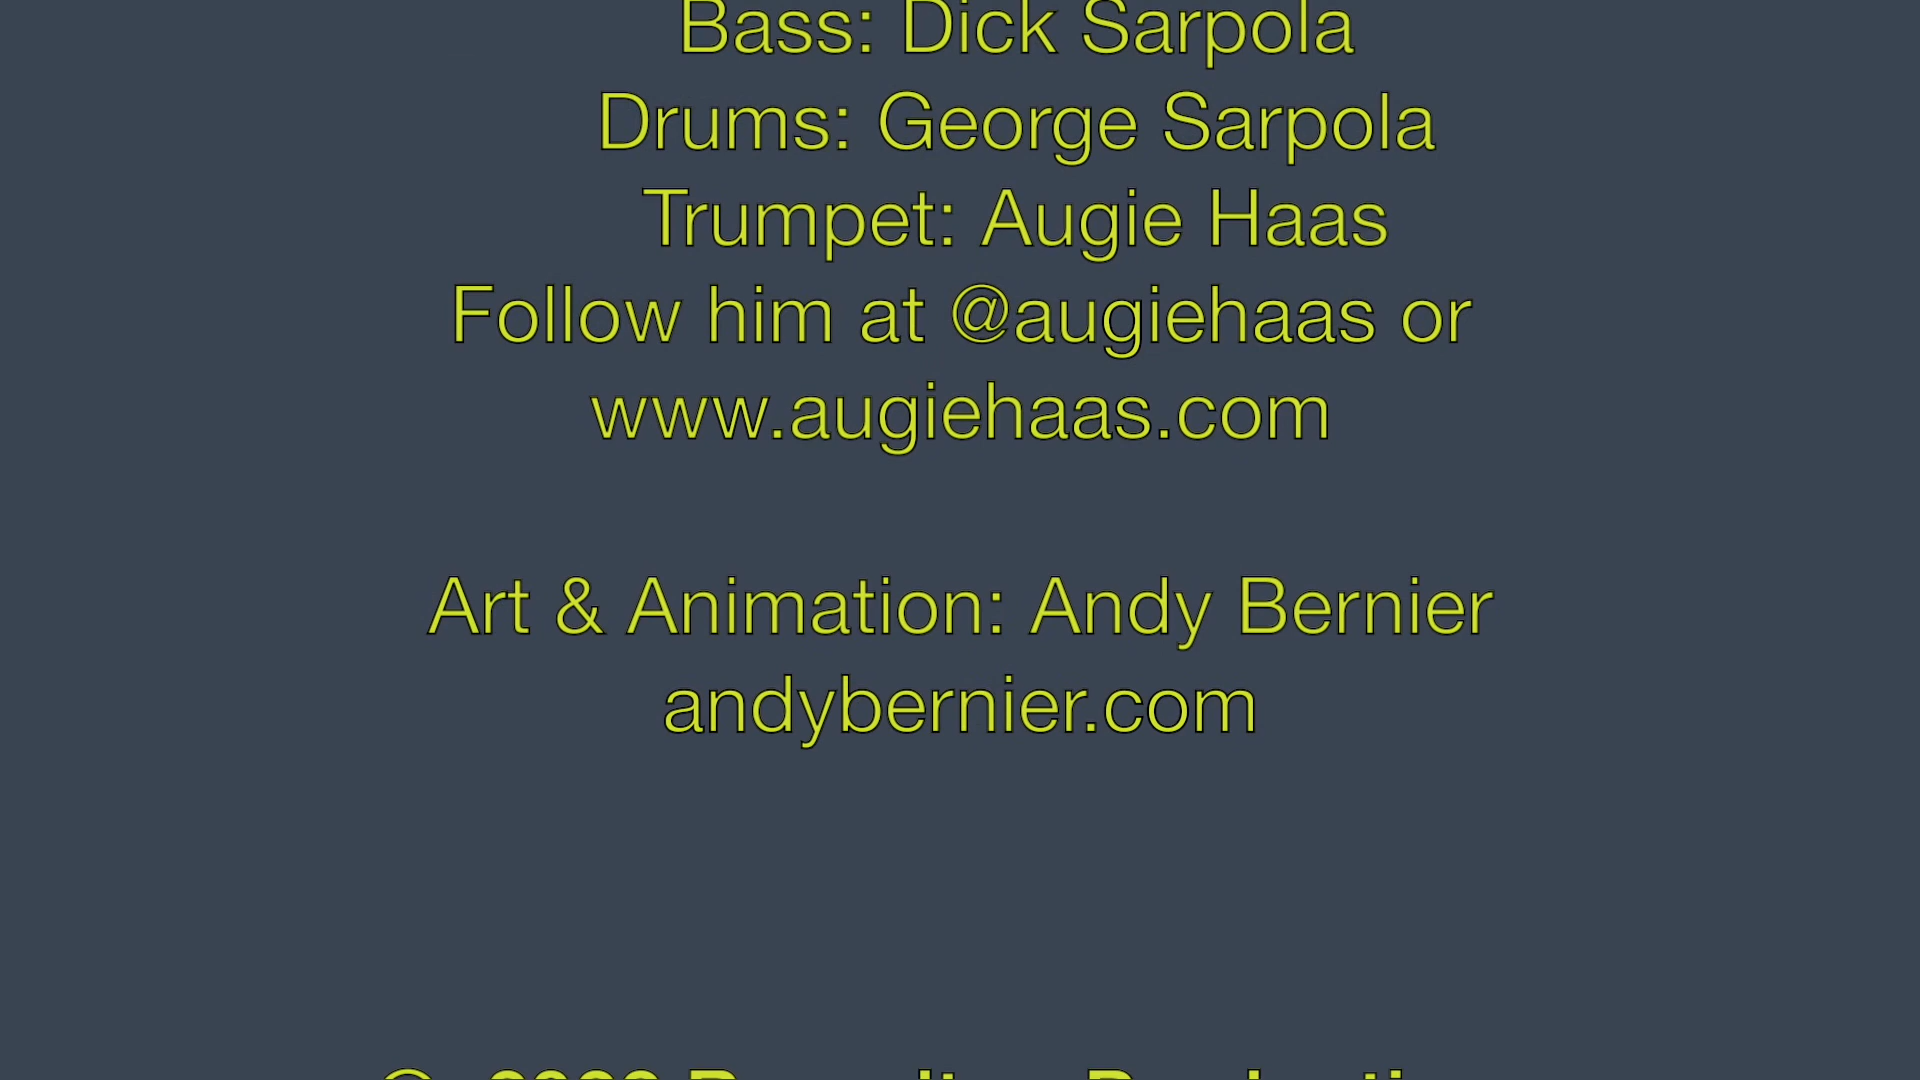 Bass: Dick Sarpola
Drums: George Sarpola
Trumpet: Augie Haas
Follow him at @augiehaas or
www.augiehaas.com
Art & Animation: Andy Bernier
andybernier.com